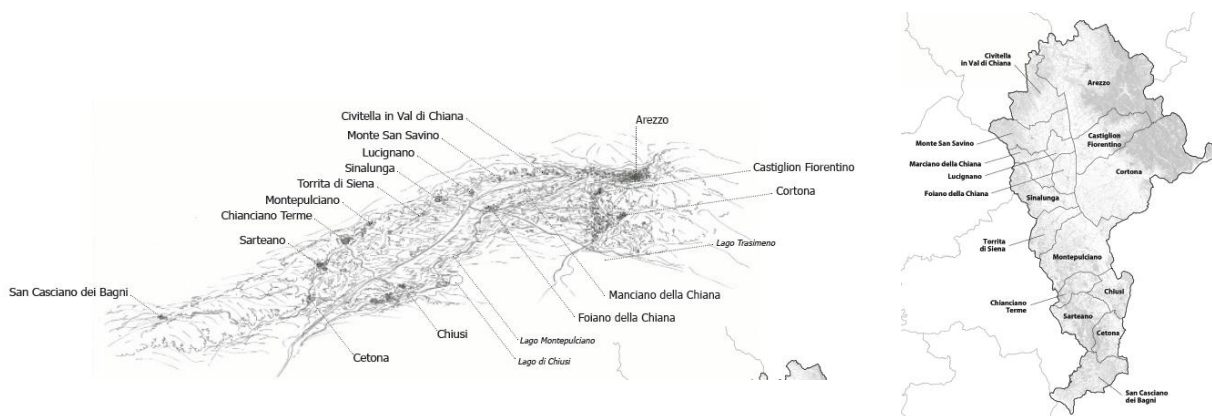 Civitella in Val di Chiana
Monte San Savino
Lucignano
Sinalunga
Torrita di Siena
Montepulciano
Chianciano Terme
Sarteano
San Casciano dei Bagni
Arezzo
Castiglion Fiorentino
Cortona
Lago Trasimeno
Manciano della Chiana
Foiano della Chiana
Lago Montepulciano
Chiusi
Lago di Chiusi
Cetona
Civitella
in Val di Chiana
Arezzo
Monte San Savino
Castiglion
Fiorentino
Marciano della Chiana
Lucignano
Cortona
Foiano della Chiana
Sinalunga
Torrita
di Siena
Montepulciano
Chianciano
Terme
Chiusi
Sarteano
Cetona
San Casciano
dei Bagni